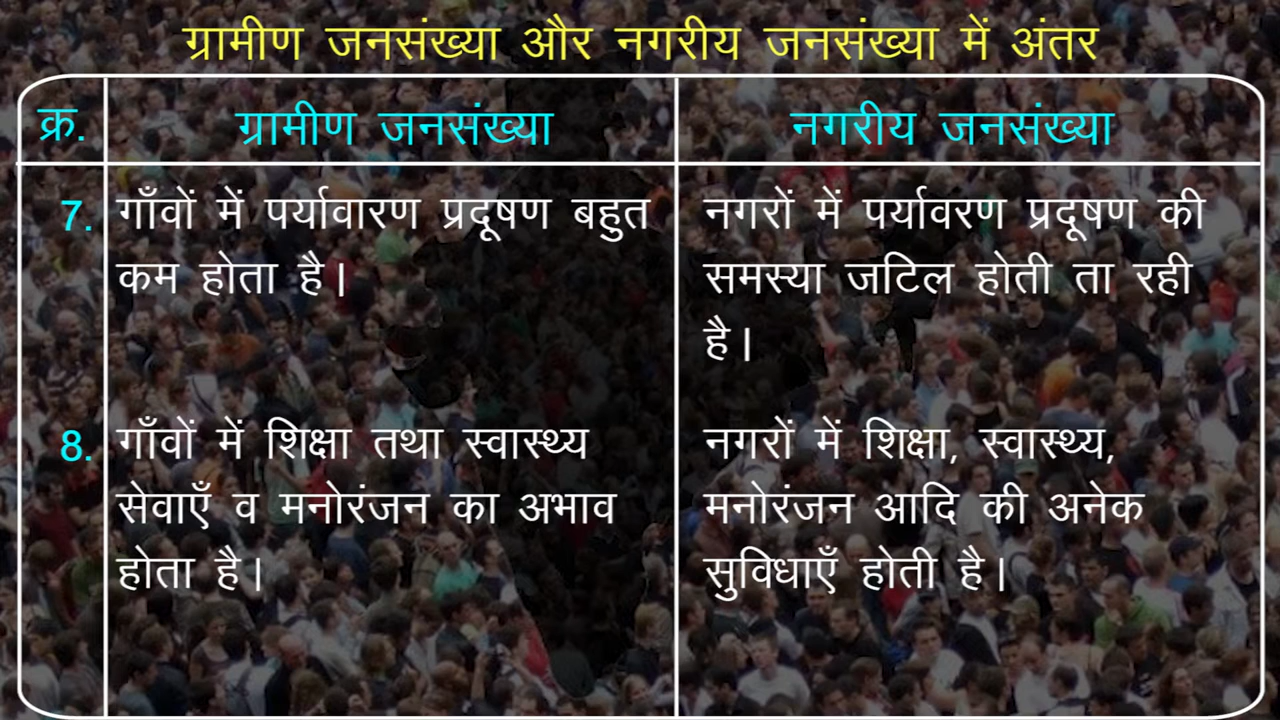 ग्रामीण जनसंख्या और नगरीय जनसंख्या में अंतर
क्र. ग्रामीण जनसंख्या नगरीय जनसंख्या
7. गाँवों में पर्यावारण प्रदूषण बहुत
कम होता है।
नगरों में पर्यावरण प्रदूषण की
समस्या जटिल होती ता रही
है।
8. गाँवों में शिक्षा तथा स्वास्थ्य
सेवाएँ व मनोरंजन का अभाव
होता है।
नगरों में शिक्षा, स्वास्थ्य,
मनोरंजन आदि की अनेक
सुविधाएँ होती है।